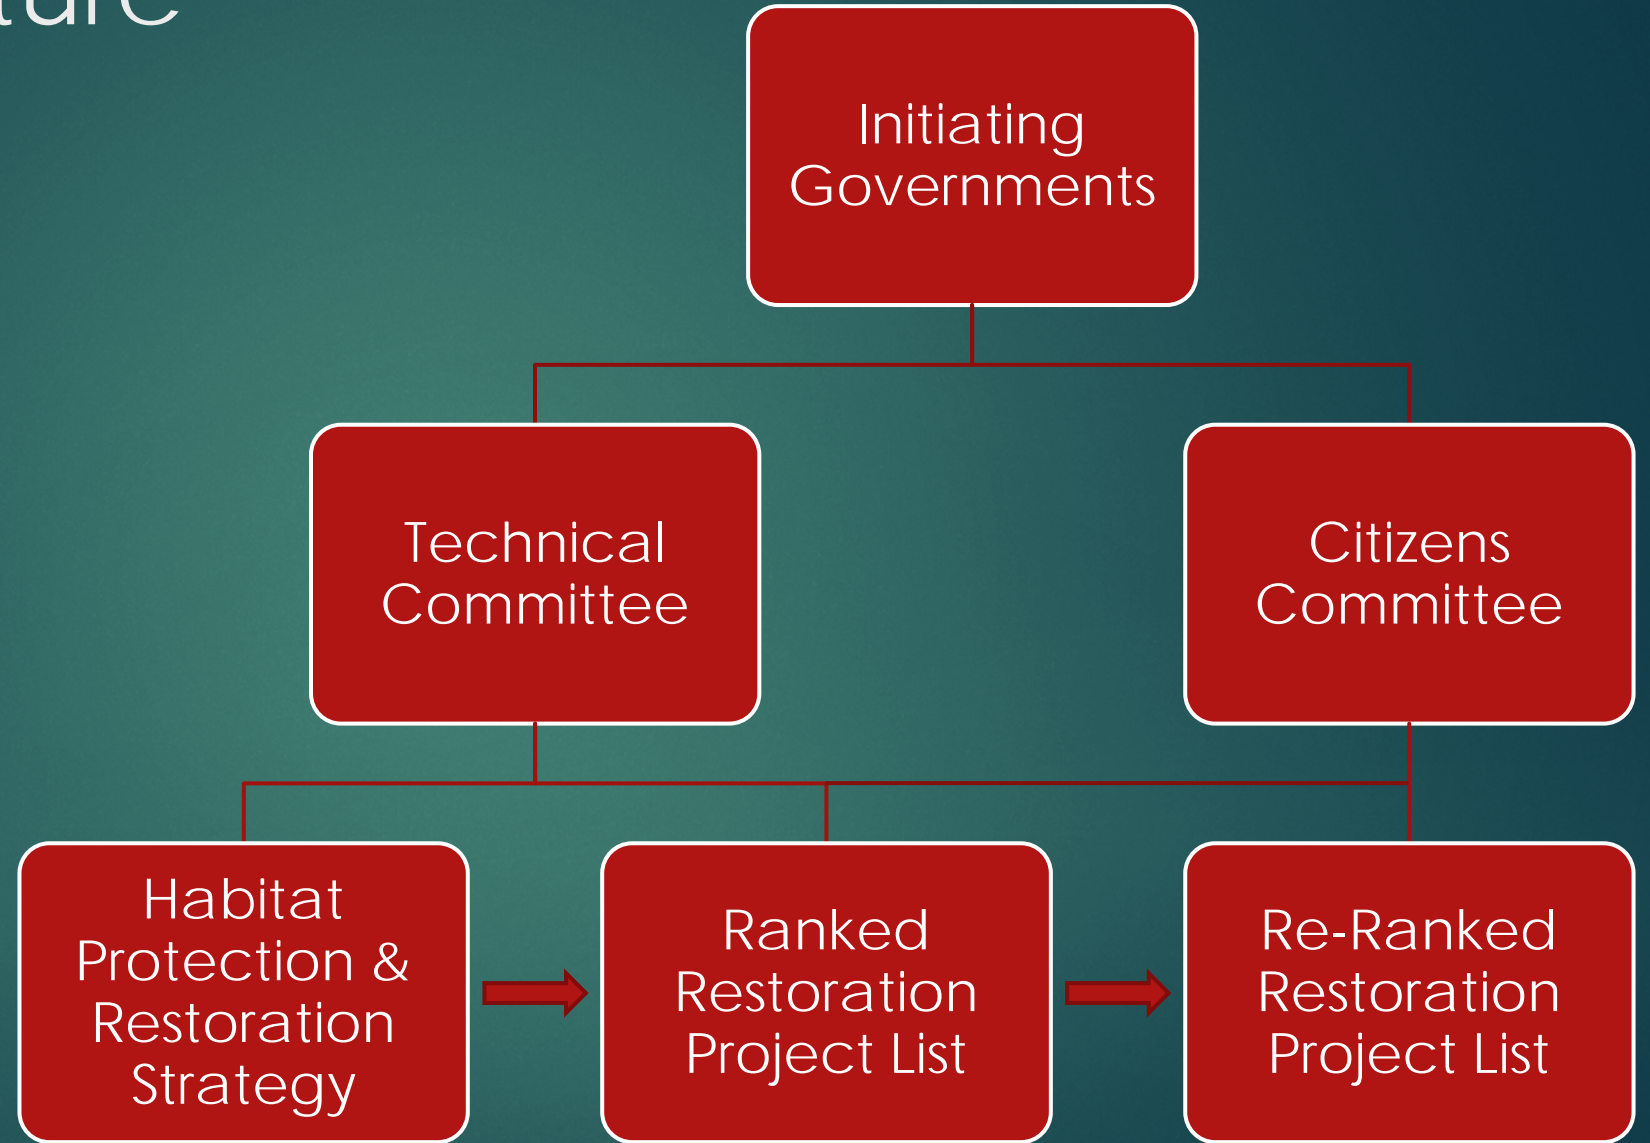 Initiating
Governments
Technical
Committee
Citizens
Committee
Habitat
Protection &
Restoration
Strategy
Ranked
Restoration
Project List
Re-Ranked
Restoration
Project List